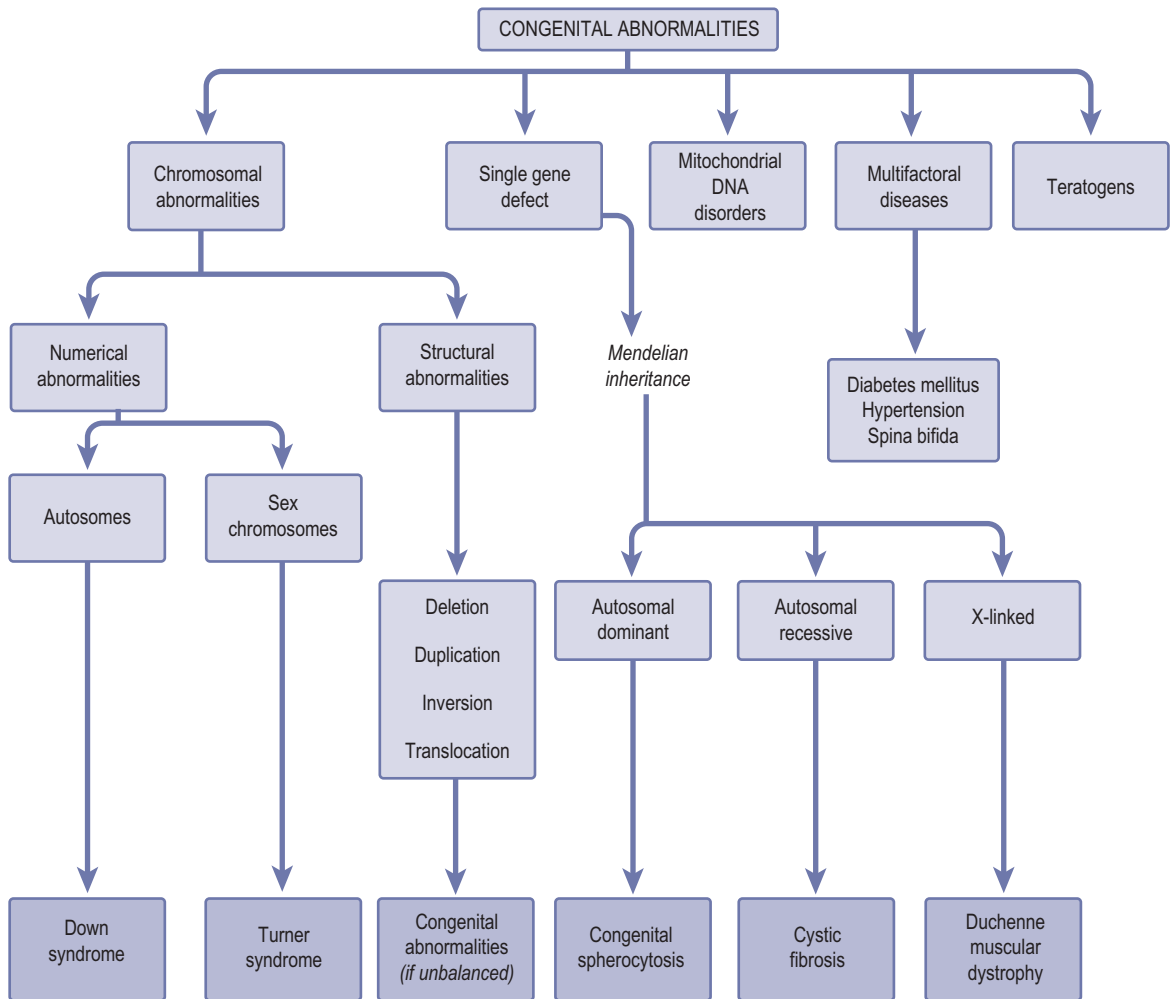 CONGENITAL ABNORMALITIES
Chromosomal
abnormalities
Single gene
defect
Mitochondrial
DNA
disorders
Multifactoral
diseases
Teratogens
Numerical
abnormalities
Structural
abnormalities
Mendelian
inheritance
Diabetes mellitus
Hypertension
Spina bifida
Autosomes
Sex
chromosomes
Deletion
Duplication
Inversion
Translocation
Autosomal
dominant
Autosomal
recessive
X-linked
Down
syndrome
Turner
syndrome
Congenital
abnormalities
(if unbalanced)
Congenital
spherocytosis
Cystic
fibrosis
Duchenne
muscular
dystrophy